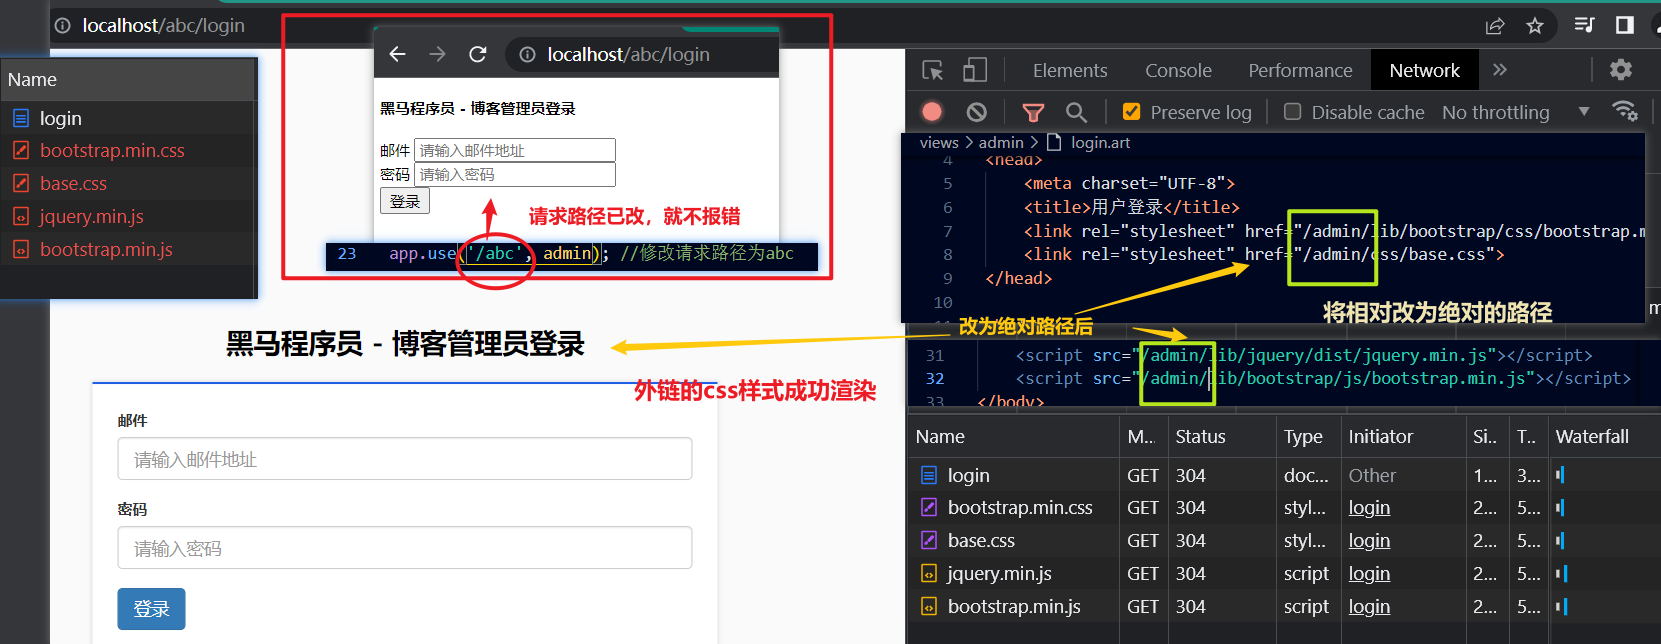 localhost/abc/login
Name
login
bootstrap.min.css
base.css
jquery.min.js
bootstrap.min.js
localhost/abc/login
黑马程序员 - 博客管理员登录
邮件 请输入邮件地址
密码 请输入密码
登录
请求路径已改，就不报错
23 app.use('/abc', admin); //修改请求路径为abc
黑马程序员 - 博客管理员登录
外链的css样式成功渲染
邮件
请输入邮件地址
密码
请输入密码
登录
Elements Console Performance Network
Preserve log Disable cache No throttling
views > admin > login.art
4 <head>
5 <meta charset="UTF-8">
6 <title>用户登录</title>
7 <link rel="stylesheet" href="/admin/lib/bootstrap/css/bootstrap.m
8 <link rel="stylesheet" href="/admin/css/base.css">
9 </head>
10
将相对改为绝对的路径
改为绝对路径后
31 <script src="/admin/lib/jquery/dist/jquery.min.js"></script>
32 <script src="/admin/lib/bootstrap/js/bootstrap.min.js"></script>
33 </body>
Name M... Status Type Initiator Si.. T.. Waterfall
login GET 304 doc... Other 1... 3...
bootstrap.min.css GET 304 styl... login 2... 5...
base.css GET 304 styl... login 2... 5...
jquery.min.js GET 304 script login 2... 5...
bootstrap.min.js GET 304 script login 2... 5...